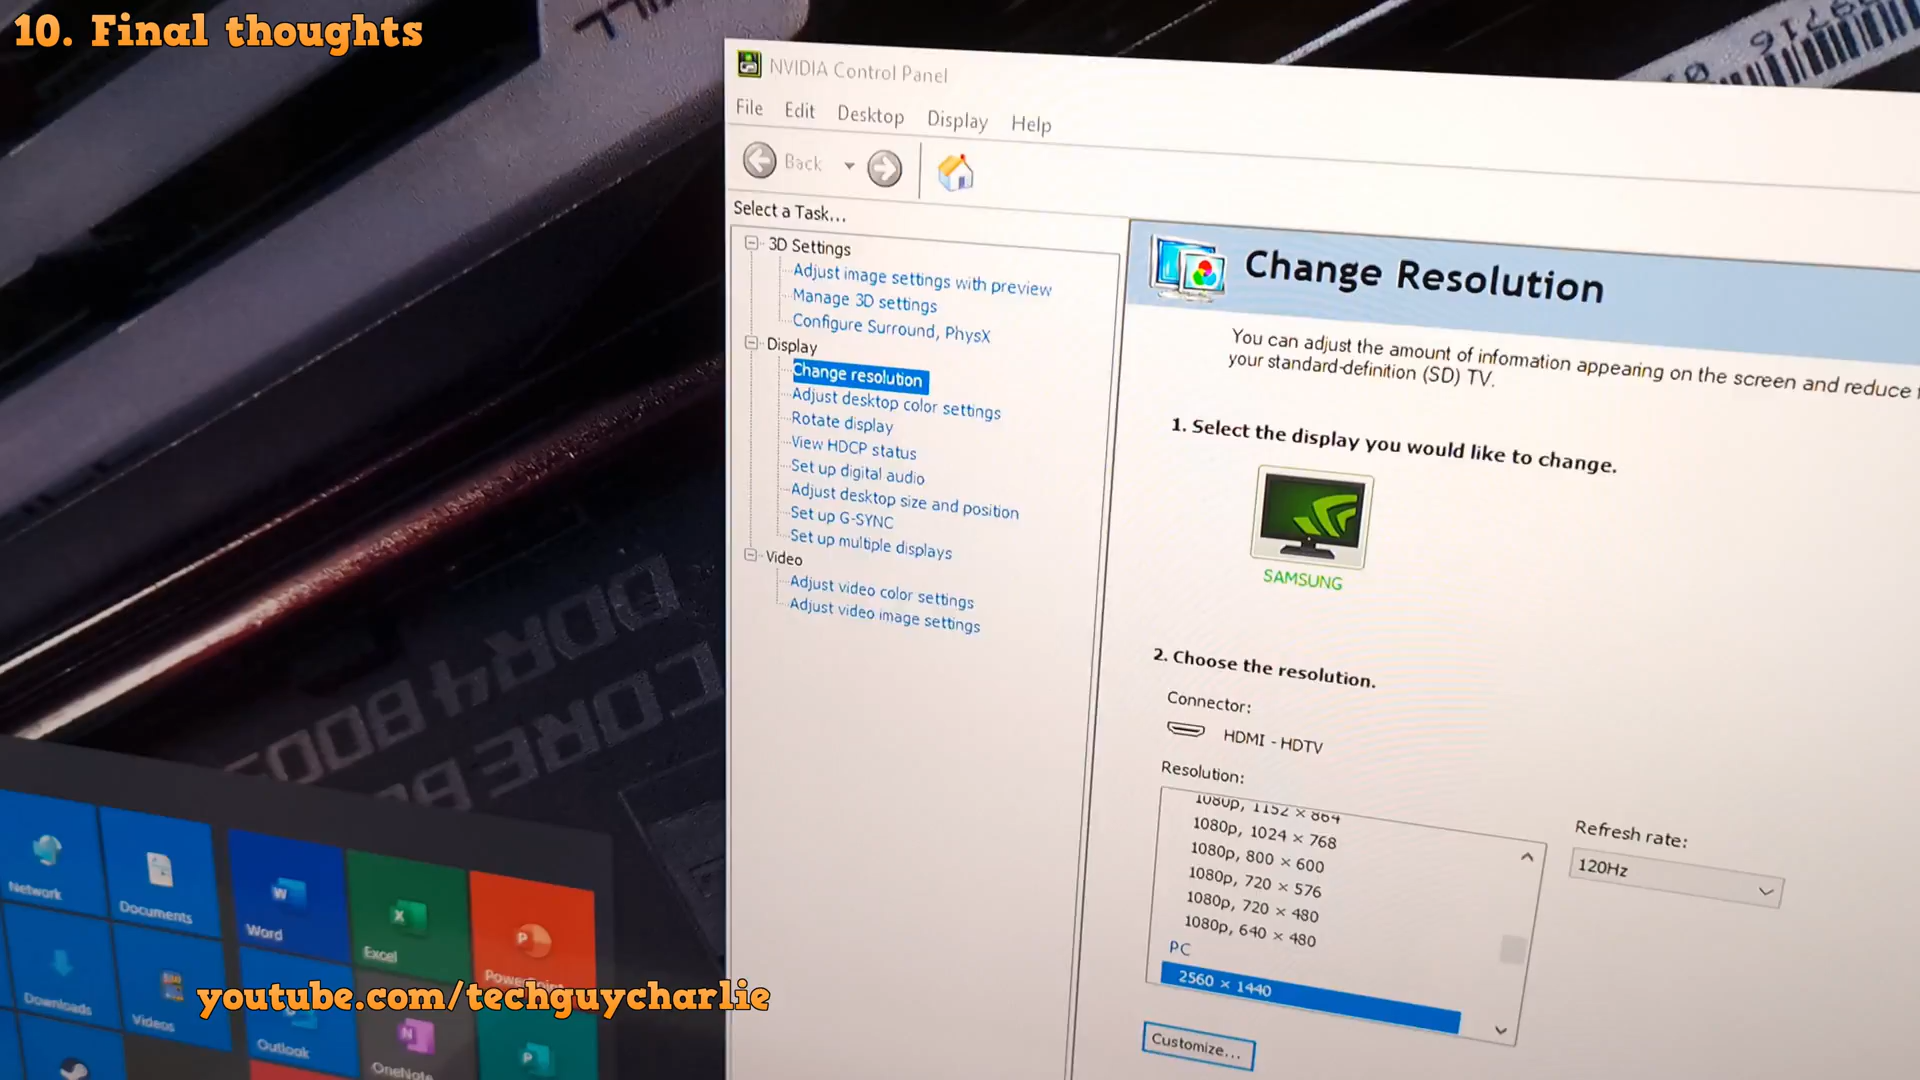 10. Final thoughts
NVIDIA Control Panel
File Edit Desktop Display Help
Back
Select a Task...
3D Settings
Adjust image settings with preview
Manage 3D settings
Configure Surround, PhysX
Display
Change resolution
Adjust desktop color settings
Rotate display
View HDCP status
Set up digital audio
Adjust desktop size and position
Set up G-SYNC
Set up multiple displays
Video
Adjust video color settings
Adjust video image settings
Change Resolution
You can adjust the amount of information appearing on the screen and reduce
your standard-definition (SD) TV.
1. Select the display you would like to change.
SAMSUNG
2. Choose the resolution.
Connector:
HDMI - HDTV
Resolution:
1080p, 1152 × 864
1080p, 1024 × 768
1080p, 800 × 600
1080p, 720 × 576
1080p, 720 × 480
1080p, 640 × 480
PC
2560 × 1440
Refresh rate:
120Hz
Customize...
DDR4 BOOS
CORE BOOS
Network
Documents
Word
Excel
PowerPoint
Downloads
Videos
Outlook
OneNote
youtube.com/techguycharlie